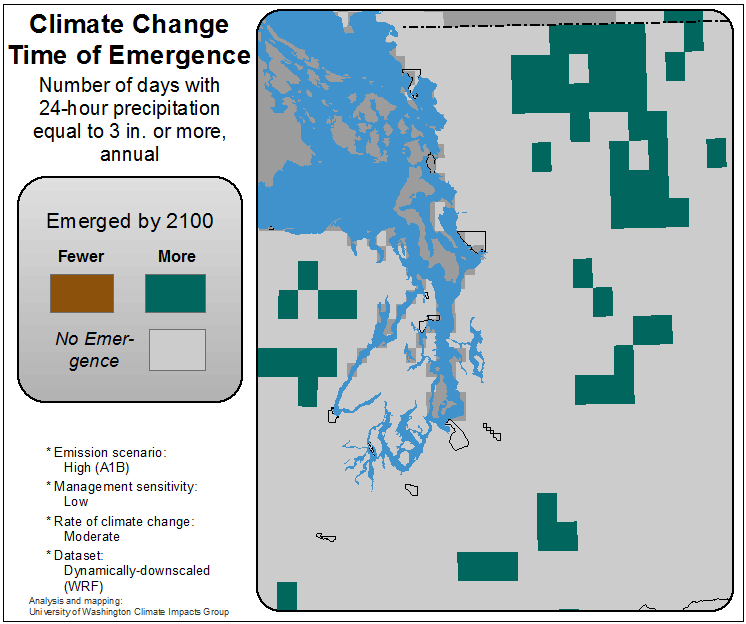 Climate Change
Time of Emergence
Number of days with
24-hour precipitation
equal to 3 in. or more,
annual
Emerged by 2100
Fewer More
No Emer-
gence
* Emission scenario:
High (A1B)
* Management sensitivity:
Low
* Rate of climate change:
Moderate
* Dataset:
Dynamically-downscaled
(WRF)
Analysis and mapping:
University of Washington Climate Impacts Group